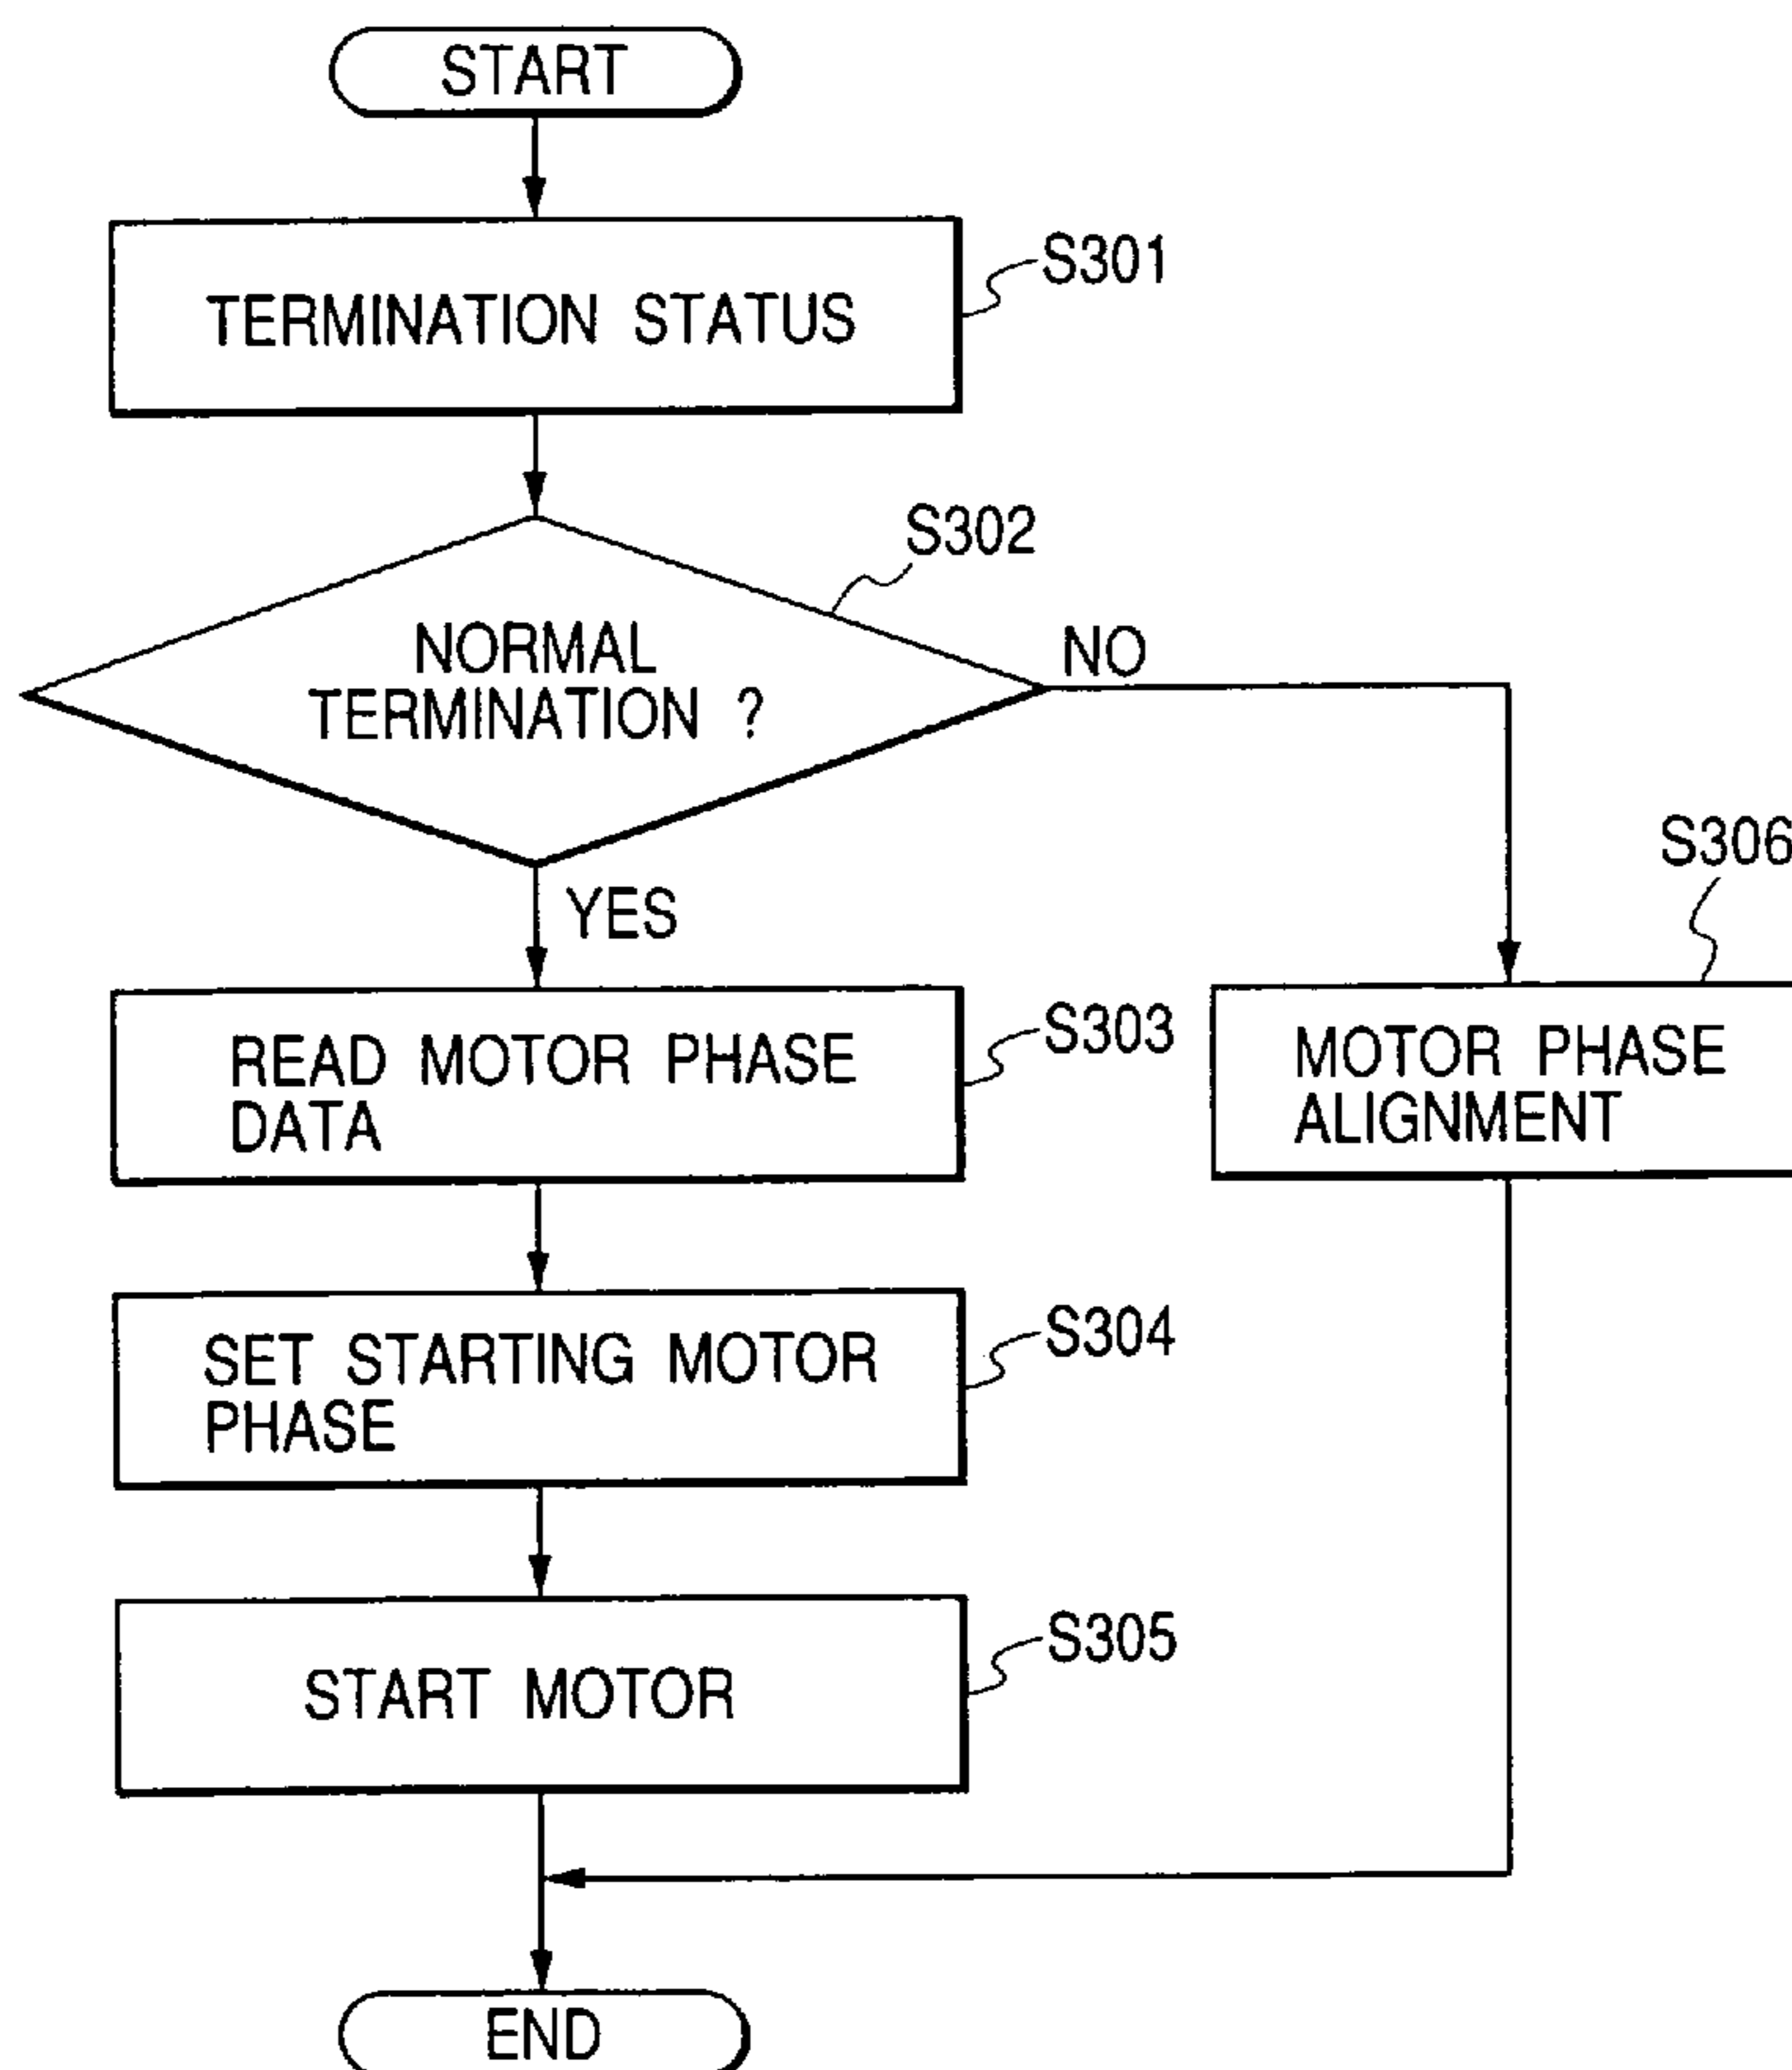 START
TERMINATION STATUS
S301
S302
NORMAL
TERMINATION ?
NO
YES
S306
READ MOTOR PHASE
DATA
S303
MOTOR PHASE
ALIGNMENT
SET STARTING MOTOR
PHASE
S304
START MOTOR
S305
END